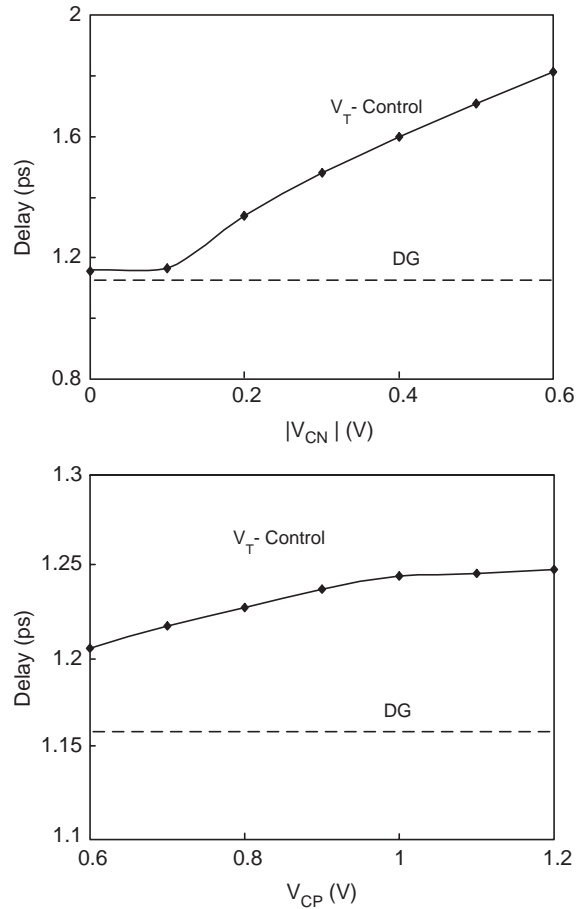 2
1.6
1.2
0.8
Delay (ps)
V_T- Control
DG
0 0.2 0.4 0.6
|V_CN | (V)
1.3
1.25
1.2
1.15
1.1
Delay (ps)
V_T- Control
DG
0.6 0.8 1 1.2
V_CP (V)